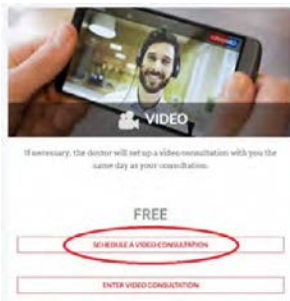 VIDEO
If necessary, the doctor will set up a video consultation with you the
same day as your consultation.
FREE
SCHEDULE A VIDEO CONSULTATION
ENTER VIDEO CONSULTATION